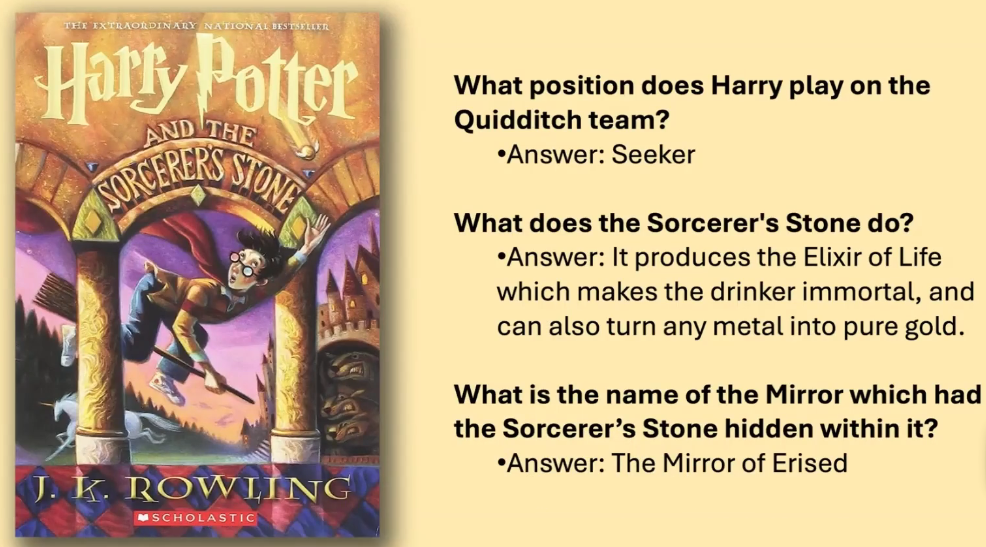 THE EXTRAORDINARY NATIONAL BESTSELLER
Harry Potter
AND THE
SORCERER'S STONE
J. K. ROWLING
SCHOLASTIC
What position does Harry play on the
Quidditch team?
•Answer: Seeker
What does the Sorcerer's Stone do?
•Answer: It produces the Elixir of Life
which makes the drinker immortal, and
can also turn any metal into pure gold.
What is the name of the Mirror which had
the Sorcerer’s Stone hidden within it?
•Answer: The Mirror of Erised